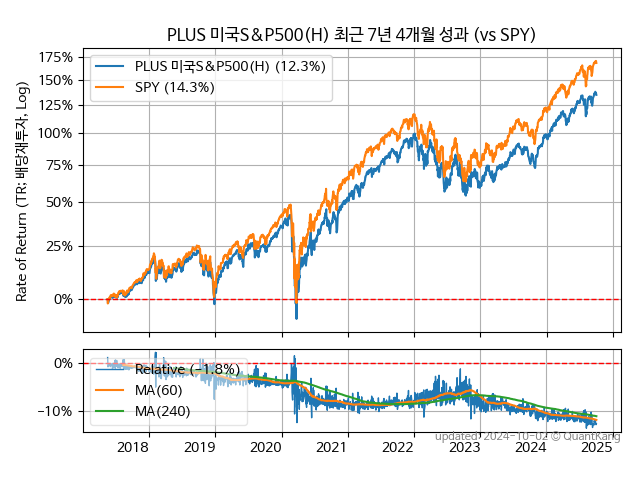 PLUS 미국S&P500(H) 최근 7년 4개월 성과 (vs SPY)
Rate of Return (TR: 배당재투자, Log)
175%
150%
125%
100%
75%
50%
25%
0%
PLUS 미국S&P500(H) (12.3%)
SPY (14.3%)
0%
−10%
Relative (−1.8%)
MA(60)
MA(240)
2018
2019
2020
2021
2022
2023
2024
2025
updated: 2024-10-02 © QuantKang